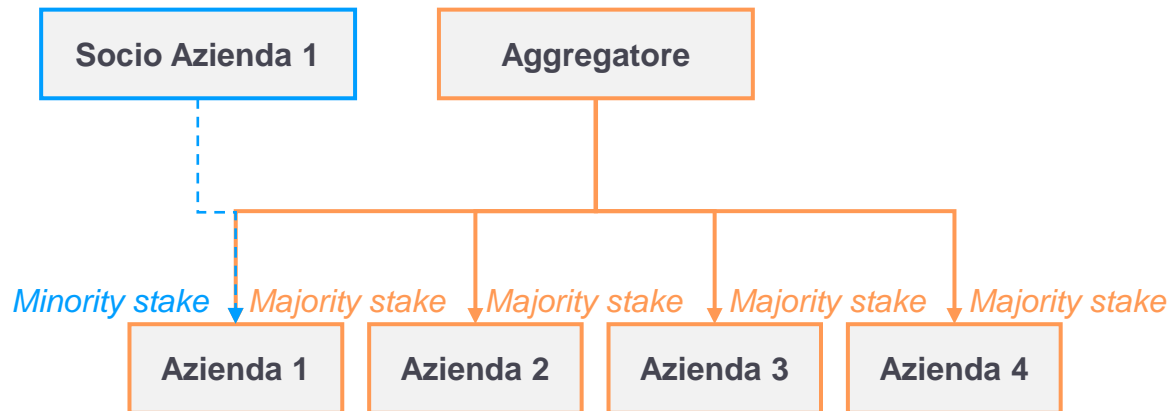 Socio Azienda 1
Aggregatore
Minority stake
Majority stake
Majority stake
Majority stake
Majority stake
Azienda 1
Azienda 2
Azienda 3
Azienda 4